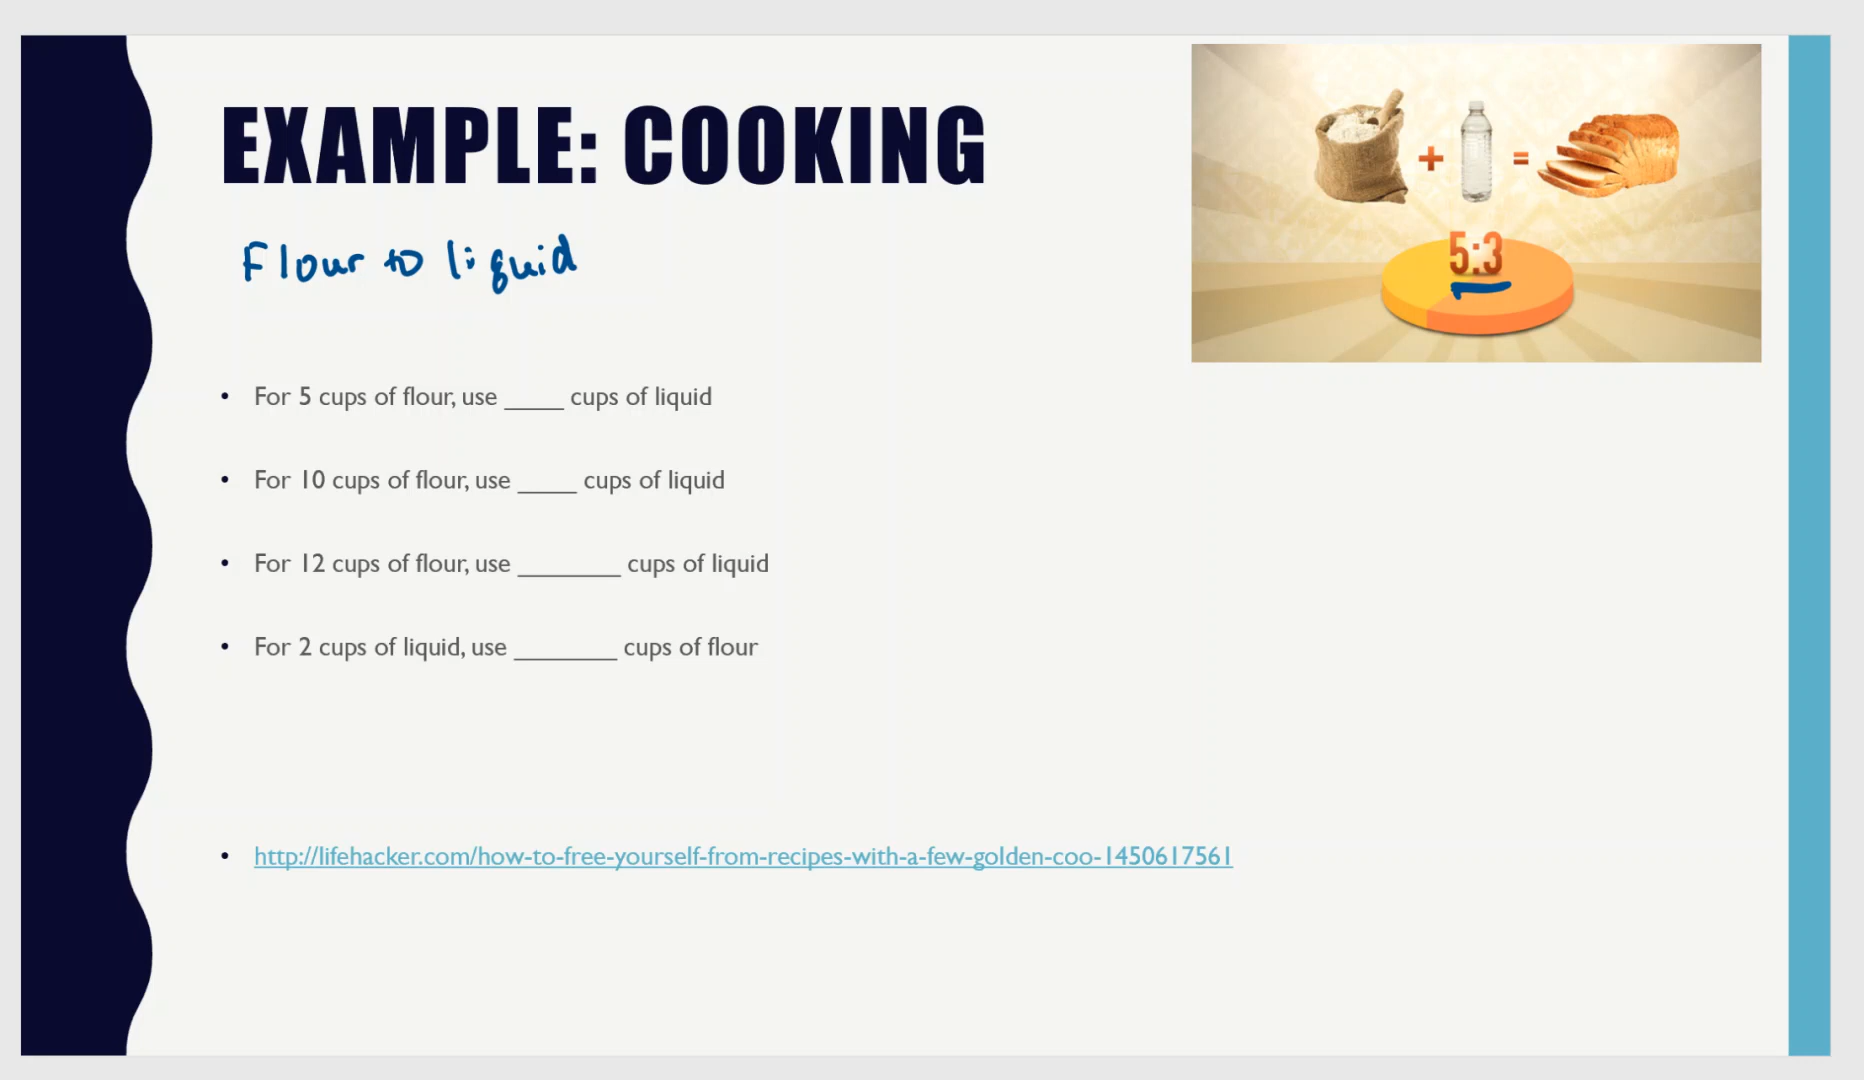 EXAMPLE: COOKING
+ =
5:3
Flour to liquid
• For 5 cups of flour, use _____ cups of liquid
• For 10 cups of flour, use _____ cups of liquid
• For 12 cups of flour, use ________ cups of liquid
• For 2 cups of liquid, use ________ cups of flour
• http://lifehacker.com/how-to-free-yourself-from-recipes-with-a-few-golden-coo-1450617561